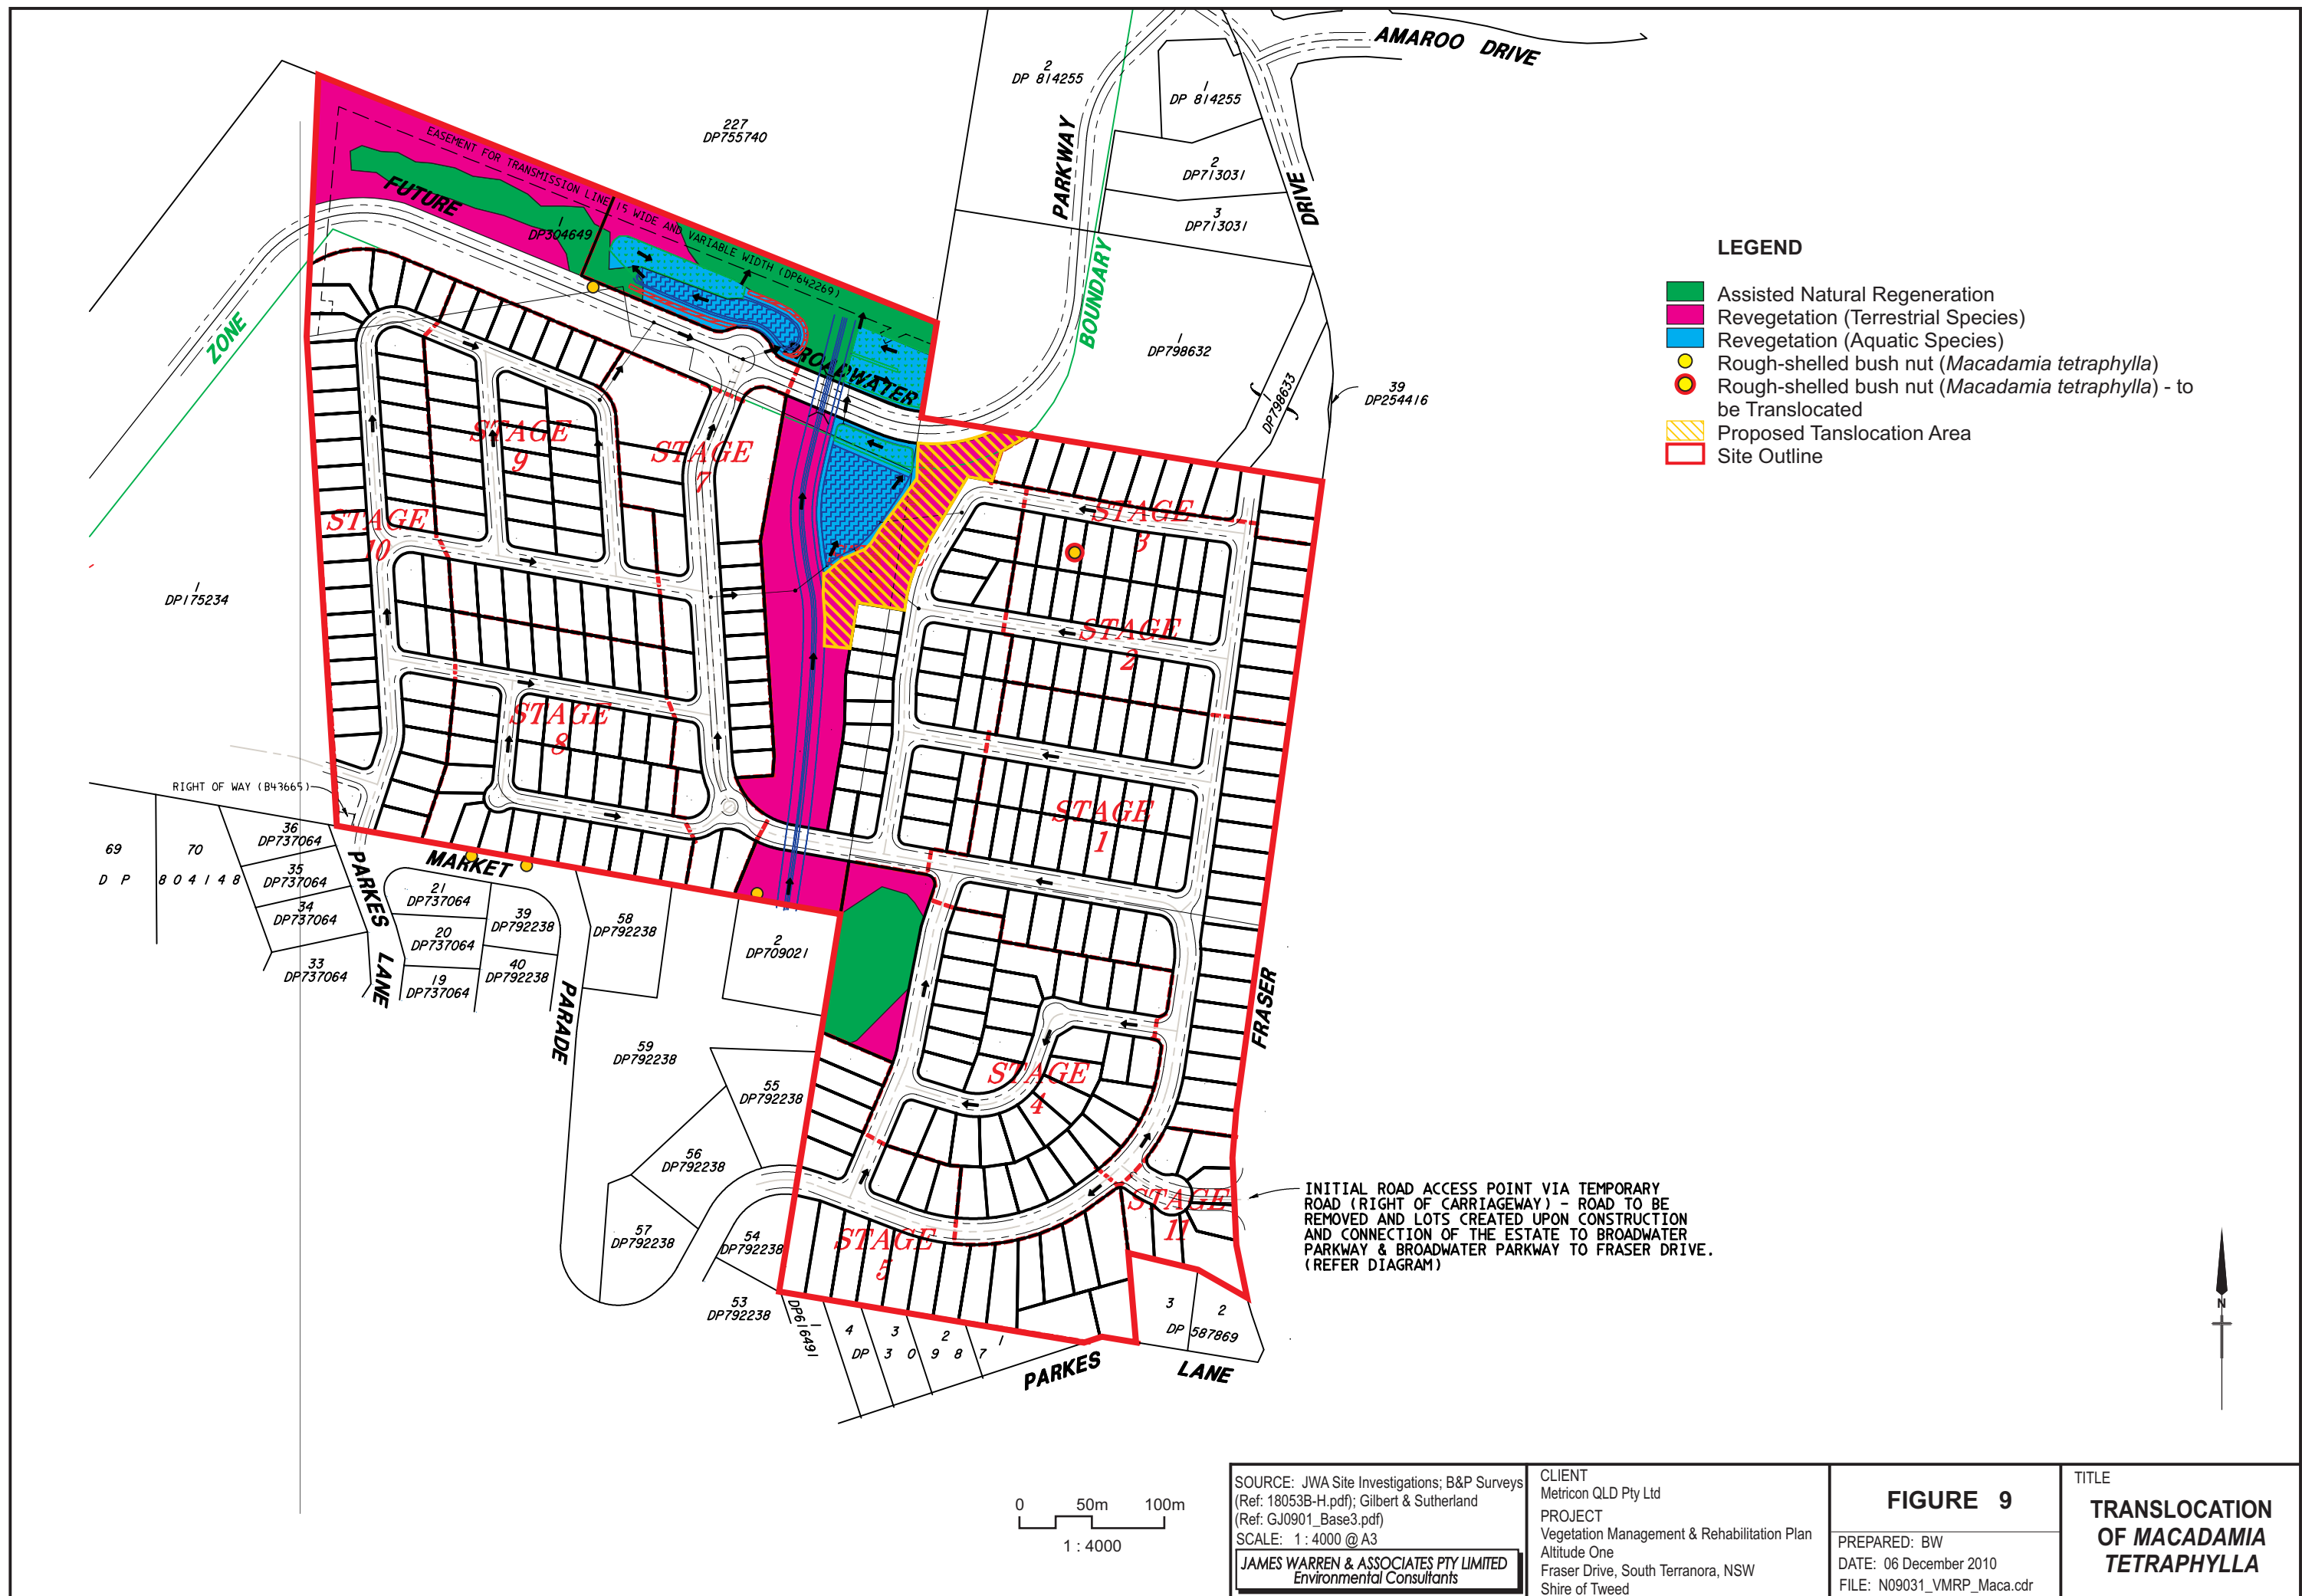 AMAROO DRIVE
2
DP 814255
1
DP 814255
227
DP755740
PARKWAY
2
DP713031
3
DP713031
DRIVE
BOUNDARY
EASEMENT FOR TRANSMISSION LINE 15 WIDE AND VARIABLE WIDTH (DP642269)
FUTURE
1
DP304649
BROADWATER
ZONE
1
DP798632
1
DP798633
39
DP254416
LEGEND
Assisted Natural Regeneration
Revegetation (Terrestrial Species)
Revegetation (Aquatic Species)
Rough-shelled bush nut (Macadamia tetraphylla)
Rough-shelled bush nut (Macadamia tetraphylla) - to
be Translocated
Proposed Tanslocation Area
Site Outline
STAGE
9
STAGE
7
STAGE
10
STAGE
3
STAGE
2
STAGE
8
STAGE
1
1
DP175234
RIGHT OF WAY (B43665)
69
70
D P 8 0 4 1 4 8
36
DP737064
35
DP737064
34
DP737064
33
DP737064
PARKES LANE
MARKET
21
DP737064
20
DP737064
19
DP737064
39
DP792238
40
DP792238
PARADE
58
DP792238
2
DP709021
59
DP792238
55
DP792238
56
DP792238
57
DP792238
54
DP792238
53
DP792238
1
DP616491
FRASER
STAGE
4
STAGE
5
STAGE
11
INITIAL ROAD ACCESS POINT VIA TEMPORARY
ROAD (RIGHT OF CARRIAGEWAY) - ROAD TO BE
REMOVED AND LOTS CREATED UPON CONSTRUCTION
AND CONNECTION OF THE ESTATE TO BROADWATER
PARKWAY & BROADWATER PARKWAY TO FRASER DRIVE.
(REFER DIAGRAM)
4 3 2 1
DP 3 0 9 8 7
3 2
DP 587869
PARKES LANE
N
0 50m 100m
1 : 4000
SOURCE: JWA Site Investigations; B&P Surveys
(Ref: 18053B-H.pdf); Gilbert & Sutherland
(Ref: GJ0901_Base3.pdf)
SCALE: 1 : 4000 @ A3
JAMES WARREN & ASSOCIATES PTY LIMITED
Environmental Consultants
CLIENT
Metricon QLD Pty Ltd
PROJECT
Vegetation Management & Rehabilitation Plan
Altitude One
Fraser Drive, South Terranora, NSW
Shire of Tweed
FIGURE 9
PREPARED: BW
DATE: 06 December 2010
FILE: N09031_VMRP_Maca.cdr
TITLE
TRANSLOCATION
OF MACADAMIA
TETRAPHYLLA